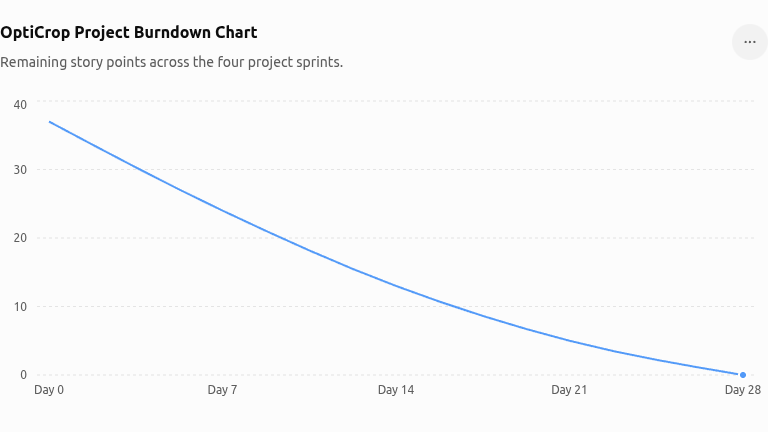 OptiCrop Project Burndown Chart
...
Remaining story points across the four project sprints.
40
30
20
10
0
Day 0 Day 7 Day 14 Day 21 Day 28